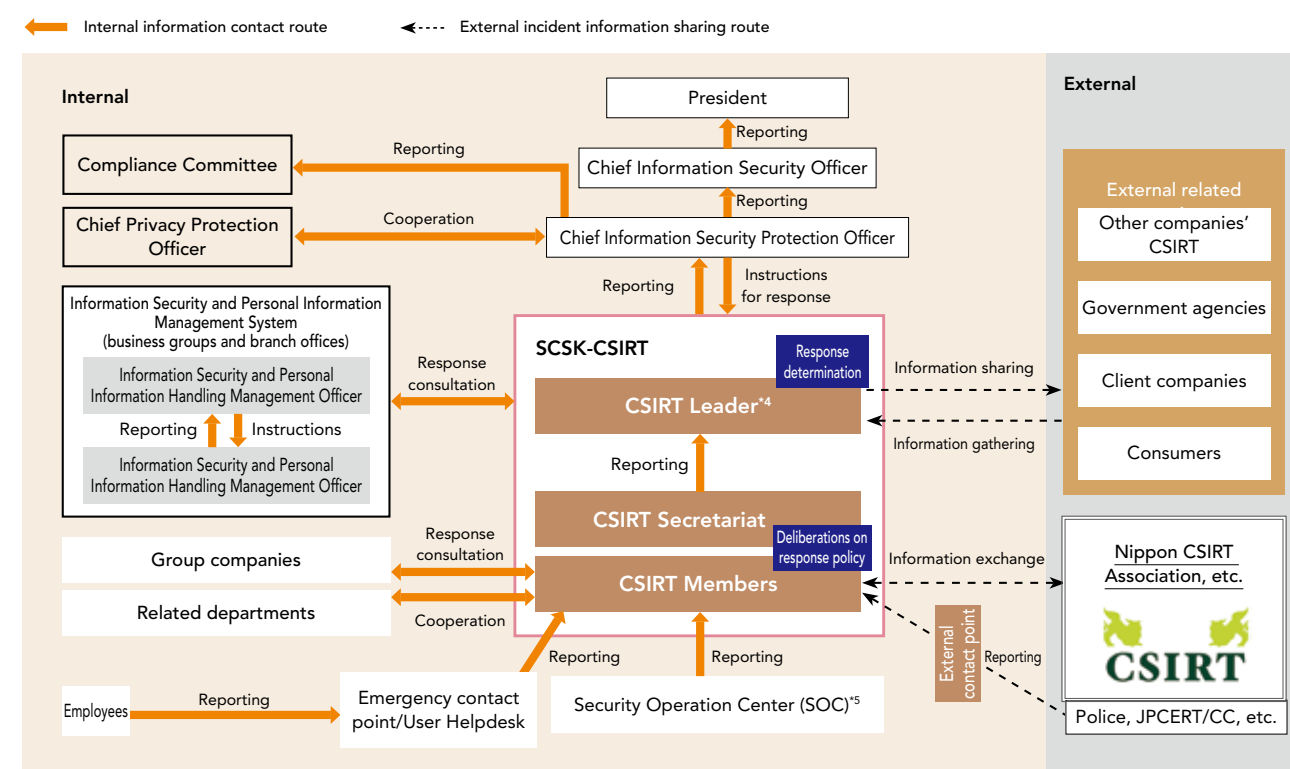 Internal information contact route
External incident information sharing route
Internal
External
President
Reporting
Compliance Committee
Reporting
Chief Information Security Officer
Reporting
Chief Privacy Protection
Officer
Cooperation
Chief Information Security Protection Officer
Reporting
Instructions
for response
Information Security and Personal Information
Management System
(business groups and branch offices)
Information Security and Personal
Information Handling Management Officer
Reporting
Instructions
Information Security and Personal
Information Handling Management Officer
Response
consultation
SCSK-CSIRT
Response
determination
CSIRT Leader*4
Reporting
CSIRT Secretariat
Deliberations on
response policy
CSIRT Members
Information sharing
Information gathering
External related
Other companies'
CSIRT
Government agencies
Client companies
Consumers
Group companies
Related departments
Response
consultation
Cooperation
Information exchange
Nippon CSIRT
Association, etc.
CSIRT
External
contact point
Reporting
Police, JPCERT/CC, etc.
Employees
Reporting
Emergency contact
point/User Helpdesk
Reporting
Security Operation Center (SOC)*5
Reporting